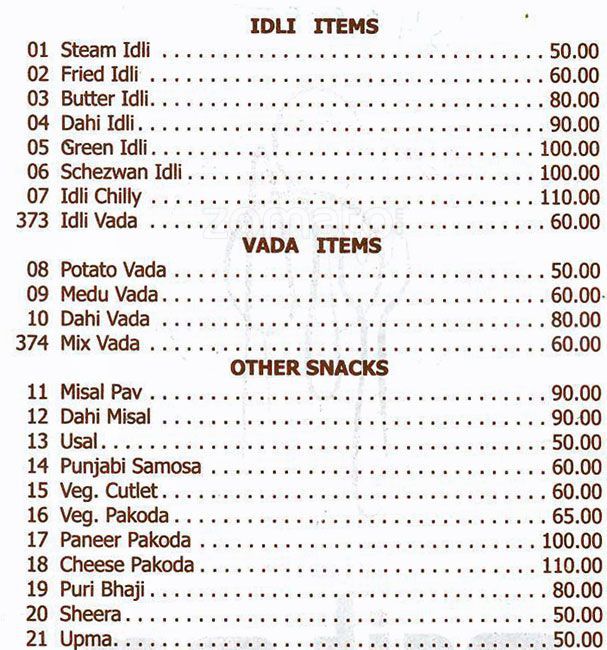 IDLI ITEMS
01 Steam Idli ................................ 50.00
02 Fried Idli ................................ 60.00
03 Butter Idli ................................ 80.00
04 Dahi Idli ................................ 90.00
05 Green Idli ................................ 100.00
06 Schezwan Idli ................................ 100.00
07 Idli Chilly ................................ 110.00
373 Idli Vada ................................ 60.00
zomato
VADA ITEMS
08 Potato Vada ................................ 50.00
09 Medu Vada ................................ 60.00
10 Dahi Vada ................................ 80.00
374 Mix Vada ................................ 60.00
OTHER SNACKS
11 Misal Pav ................................ 90.00
12 Dahi Misal ................................ 90.00
13 Usal ................................ 50.00
14 Punjabi Samosa ................................ 60.00
15 Veg. Cutlet ................................ 60.00
16 Veg. Pakoda ................................ 65.00
17 Paneer Pakoda ................................ 100.00
18 Cheese Pakoda ................................ 110.00
19 Puri Bhaji ................................ 80.00
20 Sheera ................................ 50.00
21 Upma ................................ 50.00